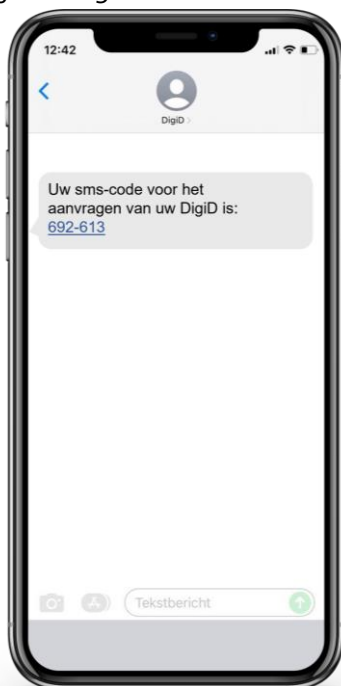 12:42
DigiD
Uw sms-code voor het
aanvragen van uw DigiD is:
692-613
Tekstbericht